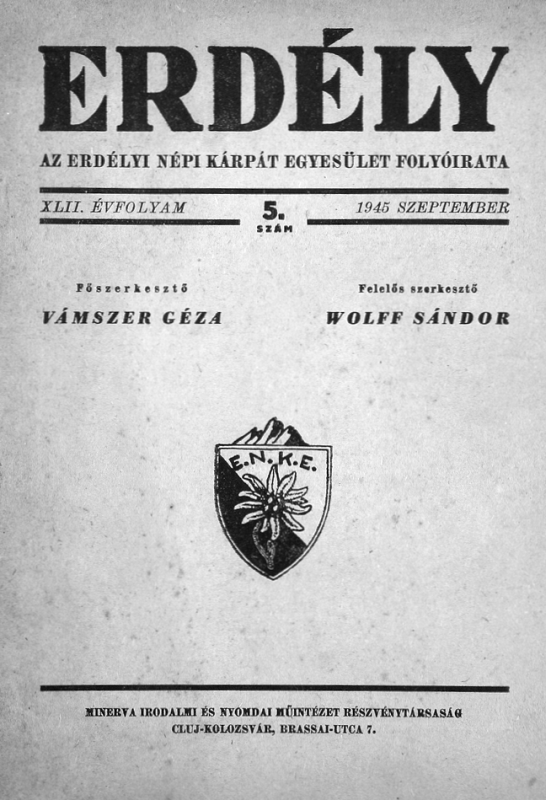 ERDÉLY
AZ ERDÉLYI NÉPI KÁRPÁT EGYESÜLET FOLYÓIRATA
XLII. ÉVFOLYAM
5.
SZÁM
1945 SZEPTEMBER
Főszerkesztő
VÁMSZER GÉZA
Felelős szerkesztő
WOLFF SÁNDOR
E.N.K.E.
MINERVA IRODALMI ÉS NYOMDAI MŰINTÉZET RÉSZVÉNYTÁRSASÁG
CLUJ-KOLOZSVÁR, BRASSAI-UTCA 7.